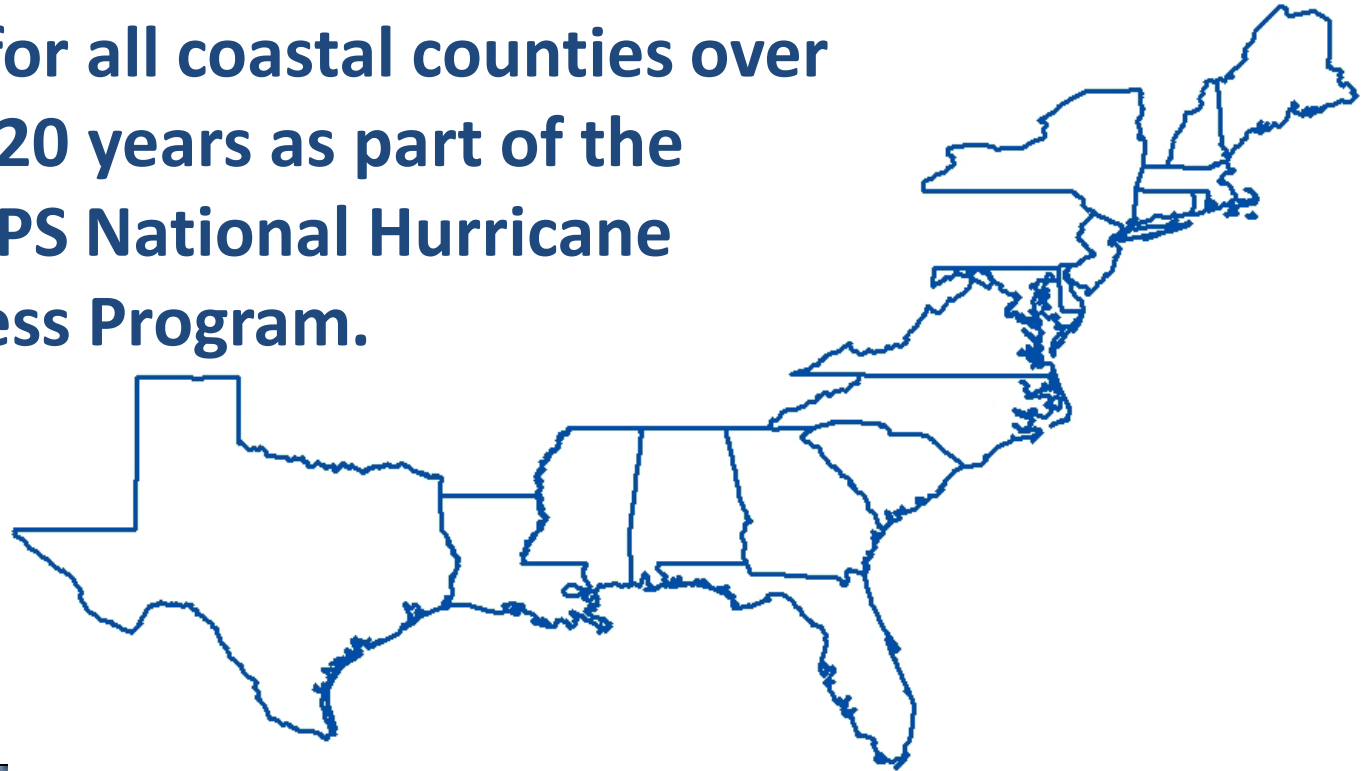 for all coastal counties over
20 years as part of the
PS National Hurricane
ess Program.